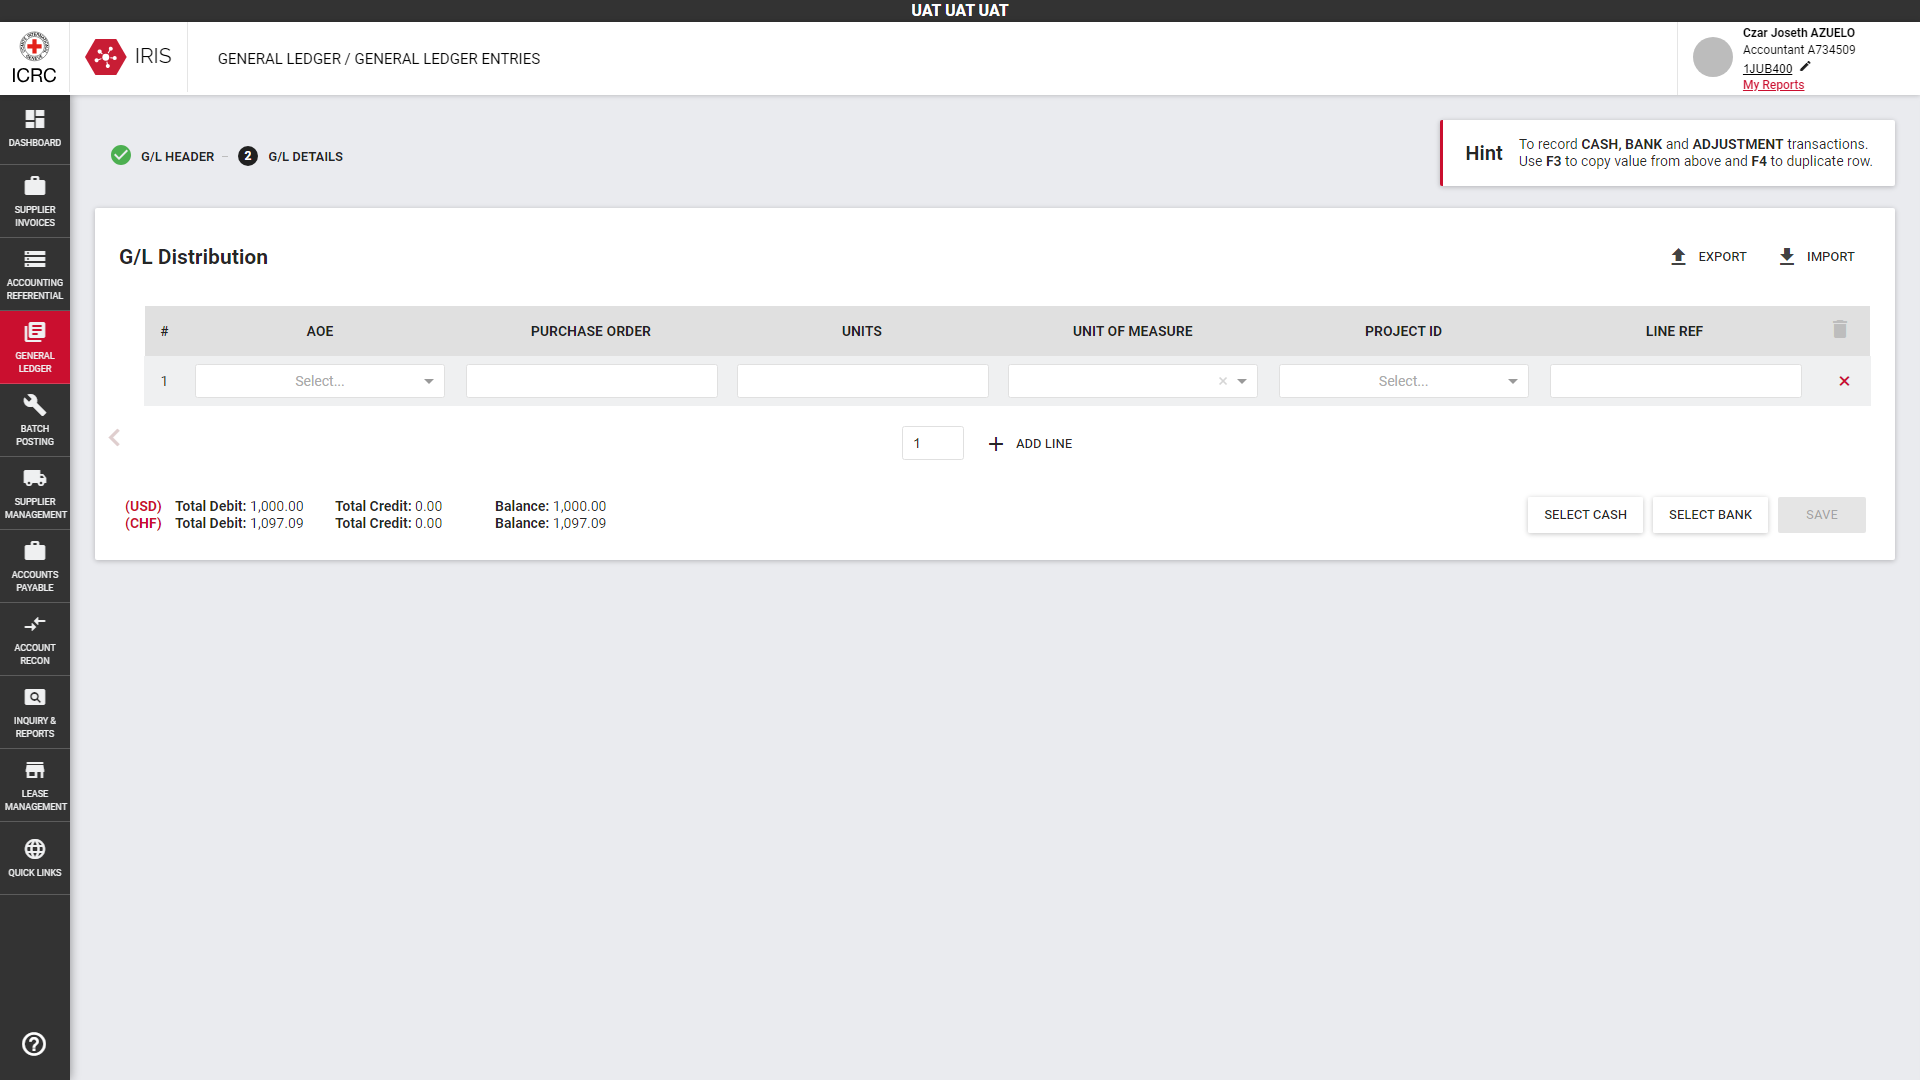 UAT UAT UAT
ICRC
IRIS
GENERAL LEDGER / GENERAL LEDGER ENTRIES
Czar Joseth AZUELO
Accountant A734509
1JUB400
My Reports
DASHBOARD
SUPPLIER
INVOICES
ACCOUNTING
REFERENTIAL
GENERAL
LEDGER
BATCH
POSTING
SUPPLIER
MANAGEMENT
ACCOUNTS
PAYABLE
ACCOUNT
RECON
INQUIRY &
REPORTS
LEASE
MANAGEMENT
QUICK LINKS
G/L HEADER – 2 G/L DETAILS
Hint
To record CASH, BANK and ADJUSTMENT transactions.
Use F3 to copy value from above and F4 to duplicate row.
G/L Distribution
EXPORT IMPORT
# AOE PURCHASE ORDER UNITS UNIT OF MEASURE PROJECT ID LINE REF
1 Select... × Select... ×
1 + ADD LINE
(USD) Total Debit: 1,000.00 Total Credit: 0.00 Balance: 1,000.00
(CHF) Total Debit: 1,097.09 Total Credit: 0.00 Balance: 1,097.09
SELECT CASH SELECT BANK SAVE